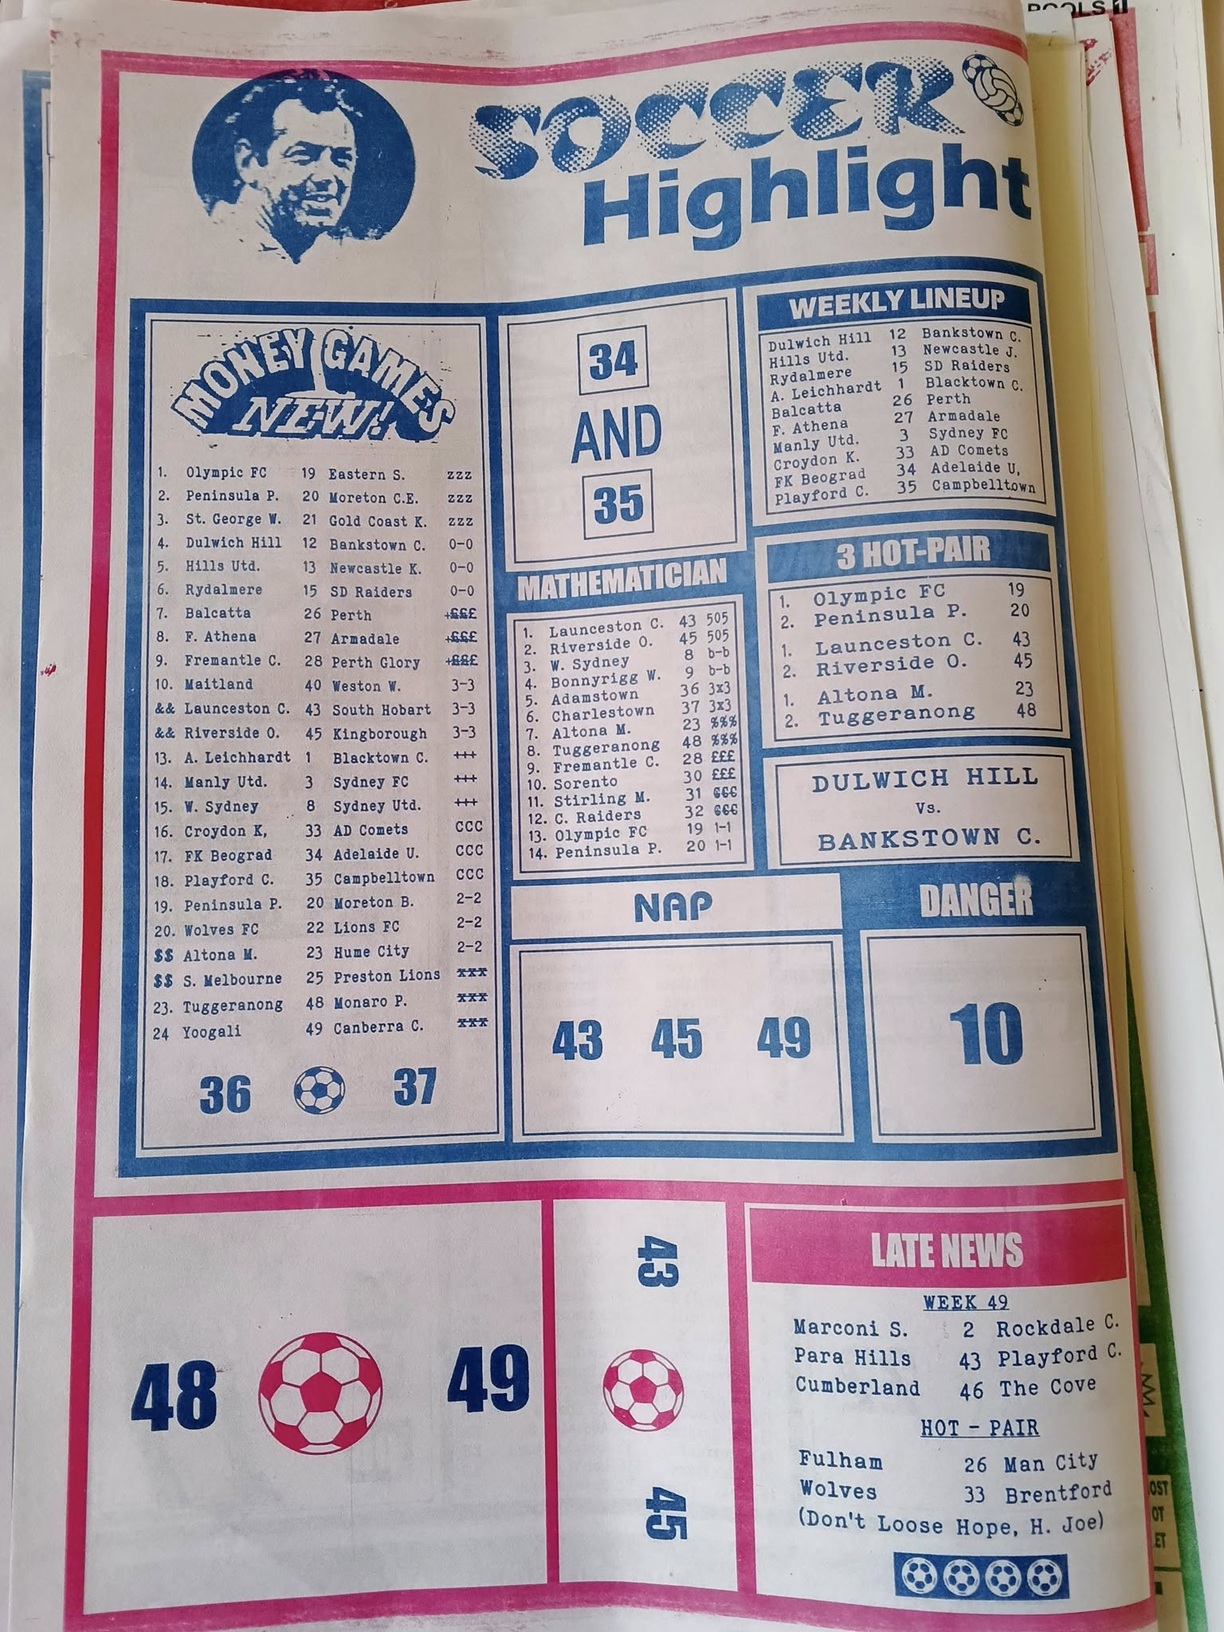 POOLS 1
SOCCER
Highlight
MONEY GAMES
NEW!
1. Olympic FC 19 Eastern S. zzz
2. Peninsula P. 20 Moreton C.E. zzz
3. St. George W. 21 Gold Coast K. zzz
4. Dulwich Hill 12 Bankstown C. 0-0
5. Hills Utd. 13 Newcastle K. 0-0
6. Rydalmere 15 SD Raiders 0-0
7. Balcatta 26 Perth +£££
8. F. Athena 27 Armadale +£££
9. Fremantle C. 28 Perth Glory +£££
10. Maitland 40 Weston W. 3-3
&& Launceston C. 43 South Hobart 3-3
&& Riverside O. 45 Kingborough 3-3
13. A. Leichhardt 1 Blacktown C. +++
14. Manly Utd. 3 Sydney FC +++
15. W. Sydney 8 Sydney Utd. +++
16. Croydon K, 33 AD Comets CCC
17. FK Beograd 34 Adelaide U. CCC
18. Playford C. 35 Campbelltown CCC
19. Peninsula P. 20 Moreton B. 2-2
20. Wolves FC 22 Lions FC 2-2
$$ Altona M. 23 Hume City 2-2
$$ S. Melbourne 25 Preston Lions xxx
23. Tuggeranong 48 Monaro P. xxx
24 Yoogali 49 Canberra C. xxx
36 37
34
AND
35
MATHEMATICIAN
1. Launceston C. 43 505
2. Riverside O. 45 505
3. W. Sydney 8 b-b
4. Bonnyrigg W. 9 b-b
5. Adamstown 36 3x3
6. Charlestown 37 3x3
7. Altona M. 23 %%%
8. Tuggeranong 48 %%%
9. Fremantle C. 28 £££
10. Sorento 30 £££
11. Stirling M. 31 €€€
12. C. Raiders 32 €€€
13. Olympic FC 19 1-1
14. Peninsula P. 20 1-1
WEEKLY LINEUP
Dulwich Hill 12 Bankstown C.
Hills Utd. 13 Newcastle J.
Rydalmere 15 SD Raiders
A. Leichhardt 1 Blacktown C.
Balcatta 26 Perth
F. Athena 27 Armadale
Manly Utd. 3 Sydney FC
Croydon K. 33 AD Comets
FK Beograd 34 Adelaide U,
Playford C. 35 Campbelltown
3 HOT-PAIR
1. Olympic FC 19
2. Peninsula P. 20
1. Launceston C. 43
2. Riverside O. 45
1. Altona M. 23
2. Tuggeranong 48
DULWICH HILL
Vs.
BANKSTOWN C.
NAP
43 45 49
DANGER
10
48 49
43
45
LATE NEWS
WEEK 49
Marconi S. 2 Rockdale C.
Para Hills 43 Playford C.
Cumberland 46 The Cove
HOT - PAIR
Fulham 26 Man City
Wolves 33 Brentford
(Don't Loose Hope, H. Joe)